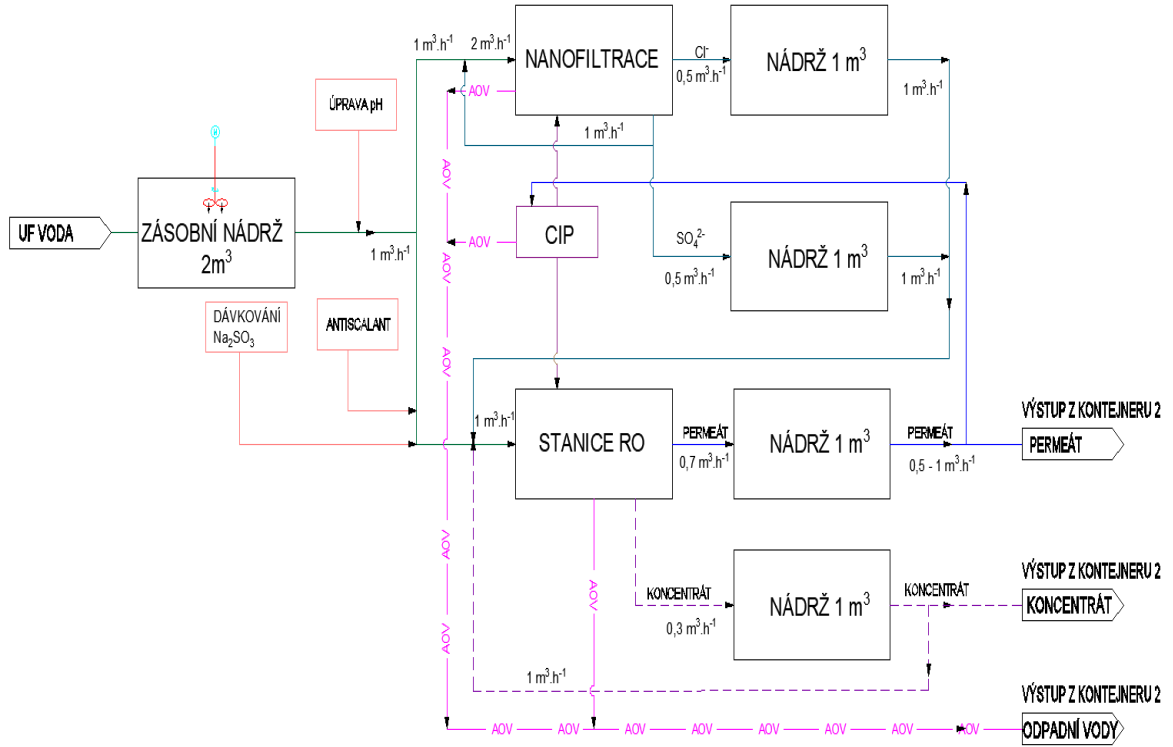 1 m³.h⁻¹
2 m³.h⁻¹
NANOFILTRACE
Cl⁻
0,5 m³.h⁻¹
NÁDRŽ 1 m³
1 m³.h⁻¹
AOV
ÚPRAVA pH
1 m³.h⁻¹
AOV
M
UF VODA
ZÁSOBNÍ NÁDRŽ
2m³
1 m³.h⁻¹
AOV
CIP
SO₄²⁻
0,5 m³.h⁻¹
NÁDRŽ 1 m³
1 m³.h⁻¹
AOV
DÁVKOVÁNÍ
Na₂SO₃
ANTISCALANT
AOV
1 m³.h⁻¹
STANICE RO
PERMEÁT
0,7 m³.h⁻¹
NÁDRŽ 1 m³
PERMEÁT
0,5 - 1 m³.h⁻¹
VÝSTUP Z KONTEJNERU 2
PERMEÁT
AOV
AOV
AOV
KONCENTRÁT
0,3 m³.h⁻¹
NÁDRŽ 1 m³
KONCENTRÁT
VÝSTUP Z KONTEJNERU 2
KONCENTRÁT
AOV
1 m³.h⁻¹
VÝSTUP Z KONTEJNERU 2
ODPADNÍ VODY
AOV AOV AOV AOV AOV AOV AOV AOV